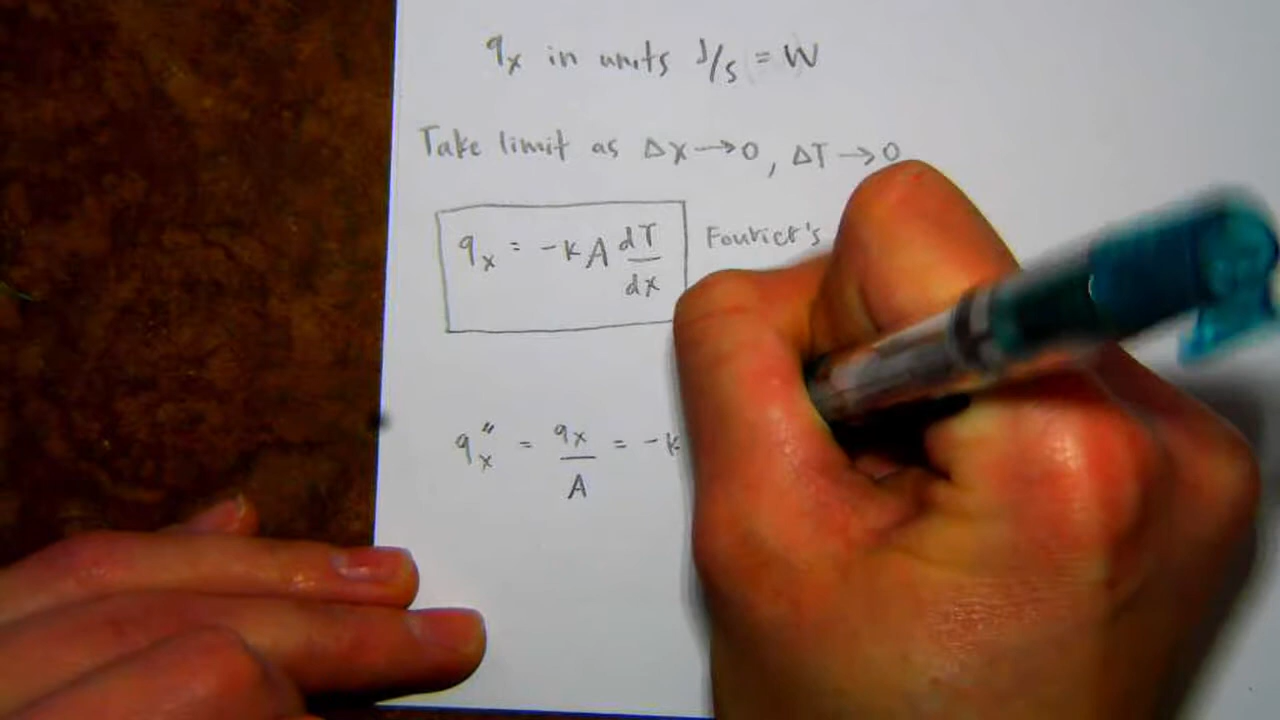 qx in units J/s = W
Take limit as Δx→0, ΔT→0
qx = -kA dT/dx Fourier's
q"x = qx/A = -k